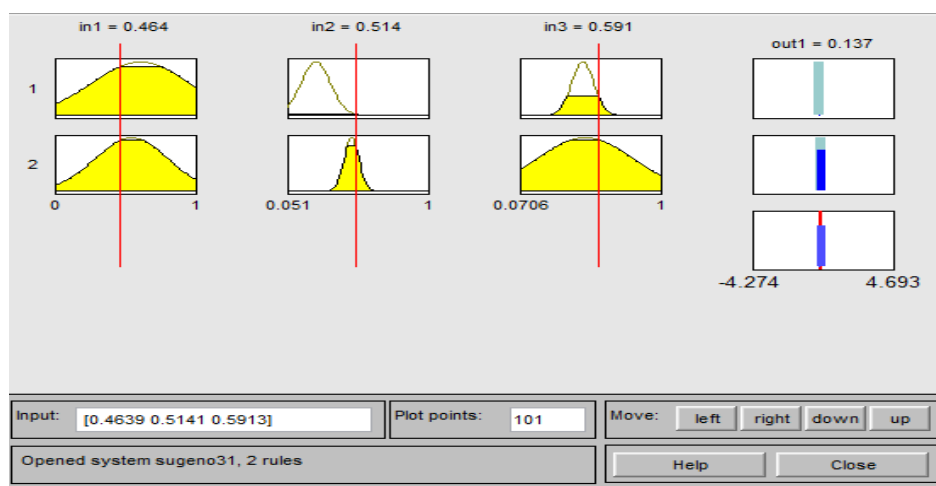 in1 = 0.464 in2 = 0.514 in3 = 0.591
out1 = 0.137
1
2
0 1 0.051 1 0.0706 1
-4.274 4.693
Input: [0.4639 0.5141 0.5913] Plot points: 101 Move: left right down up
Opened system sugeno31, 2 rules Help Close